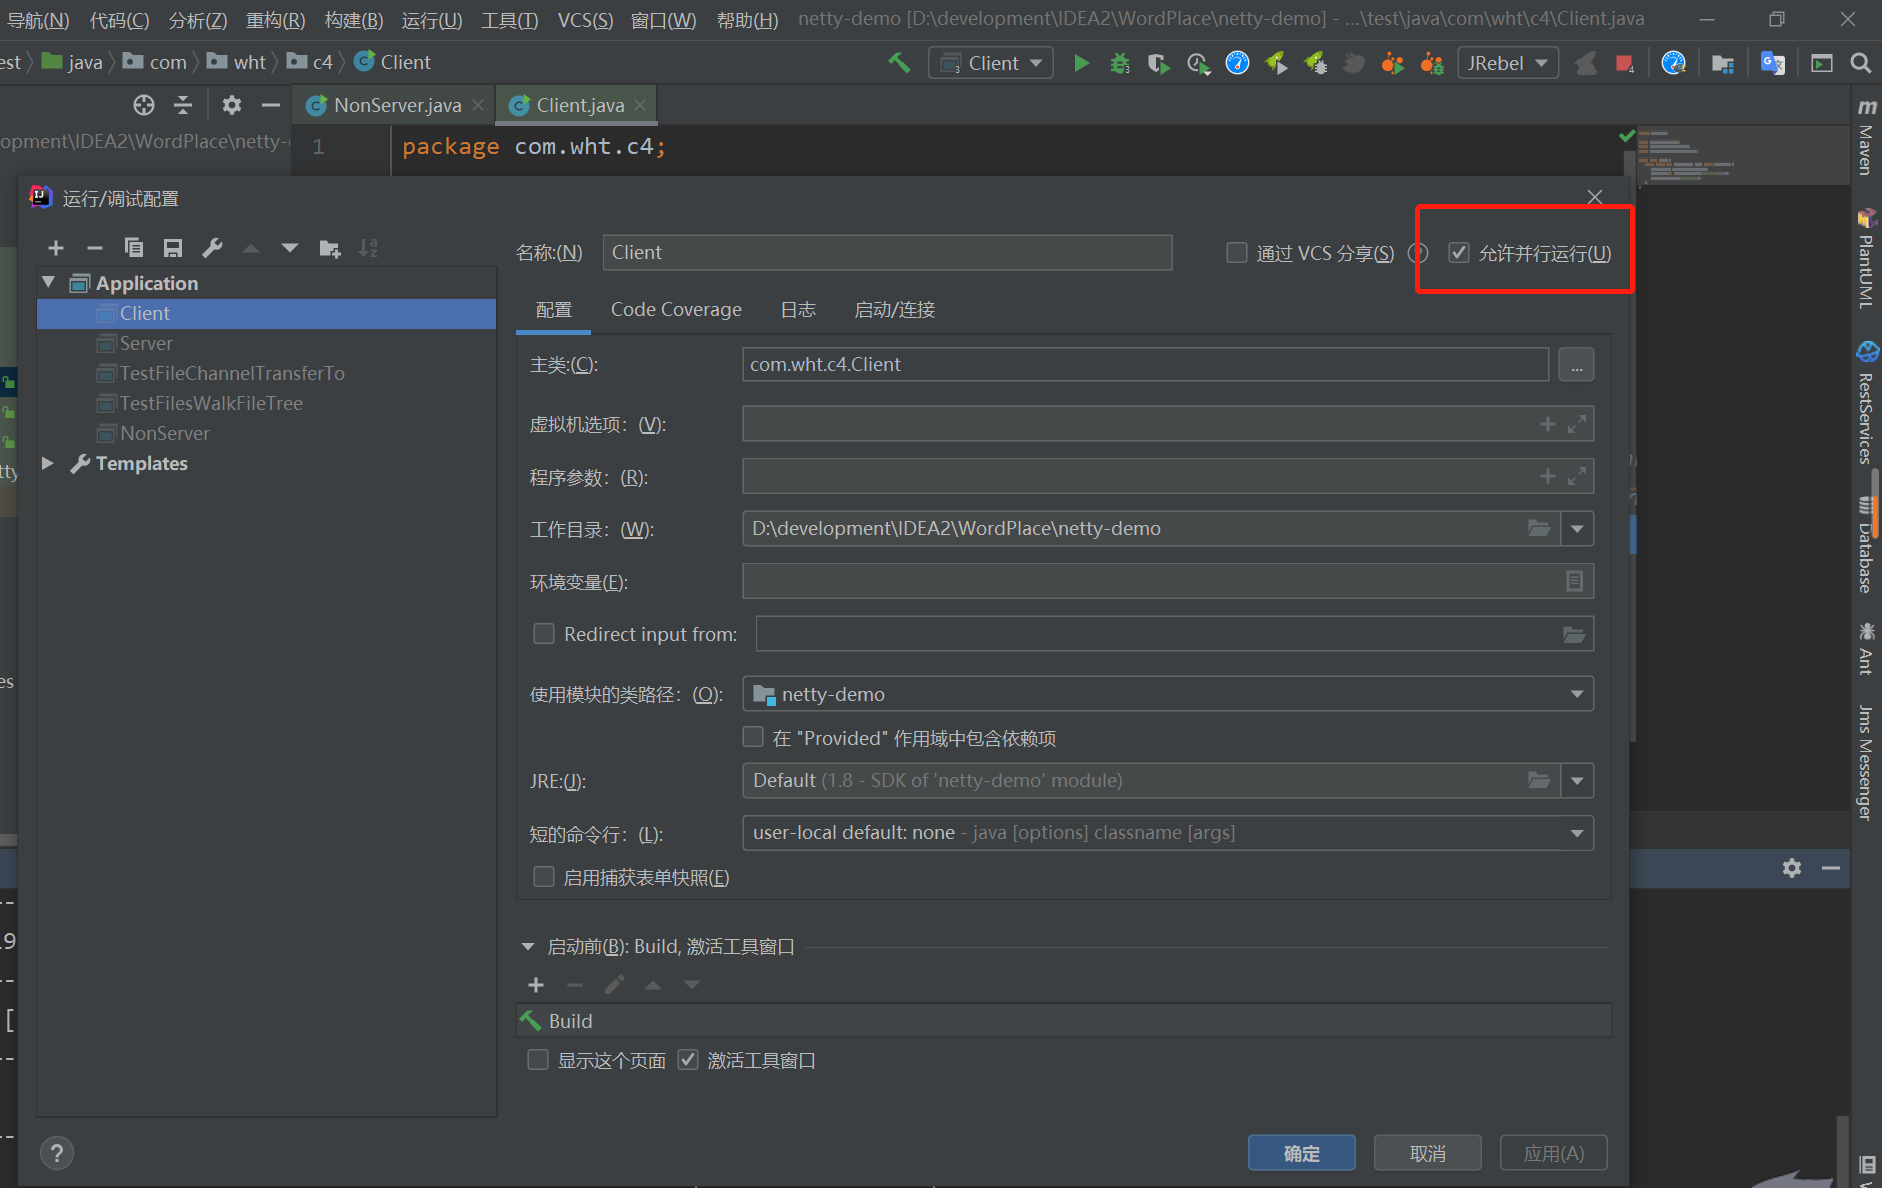 导航(N) 代码(C) 分析(Z) 重构(R) 构建(B) 运行(U) 工具(T) VCS(S) 窗口(W) 帮助(H) netty-demo [D:\development\IDEA2\WordPlace\netty-demo] - ...\test\java\com\wht\c4\Client.java
est java com wht c4 Client
Client
JRebel
NonServer.java Client.java
opment\IDEA2\WordPlace\netty-
1 package com.wht.c4;
运行/调试配置
名称:(N) Client 通过 VCS 分享(S) ? 允许并行运行(U)
Application
Client
Server
TestFileChannelTransferTo
TestFilesWalkFileTree
NonServer
Templates
配置 Code Coverage 日志 启动/连接
主类:(C): com.wht.c4.Client ...
虚拟机选项: (V):
程序参数: (R):
工作目录: (W): D:\development\IDEA2\WordPlace\netty-demo
环境变量(E):
Redirect input from:
使用模块的类路径: (O): netty-demo
在 "Provided" 作用域中包含依赖项
JRE:(J): Default (1.8 - SDK of 'netty-demo' module)
短的命令行: (L): user-local default: none - java [options] classname [args]
启用捕获表单快照(E)
启动前(B): Build, 激活工具窗口
Build
显示这个页面 激活工具窗口
? 确定 取消 应用(A)
Maven
PlantUML
RestServices
Database
Ant
Jms Messenger